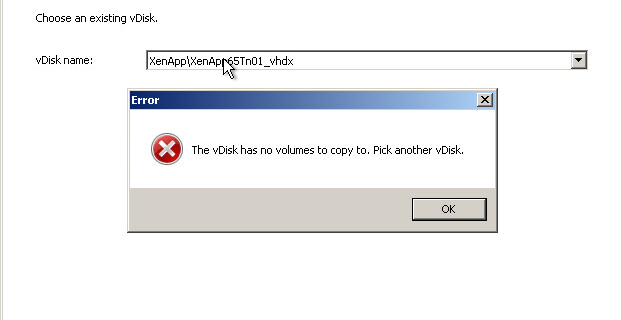 Choose an existing vDisk.
vDisk name:
XenApp\XenApp65Tn01_vhdx
Error
The vDisk has no volumes to copy to. Pick another vDisk.
OK